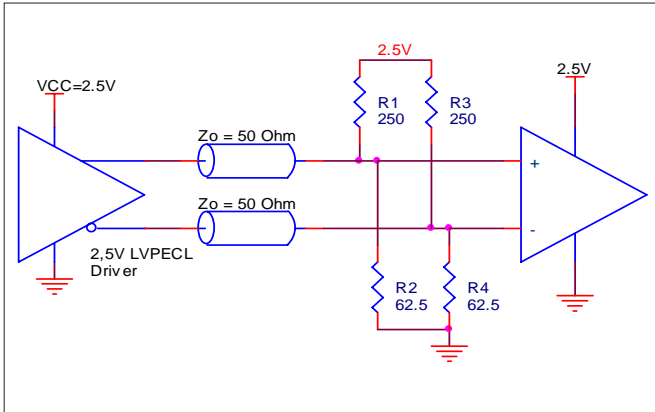 2.5V
2.5V
VCC=2.5V
R1
250
R3
250
Zo = 50 Ohm
+
Zo = 50 Ohm
-
2,5V LVPECL
Driver
R2
62.5
R4
62.5